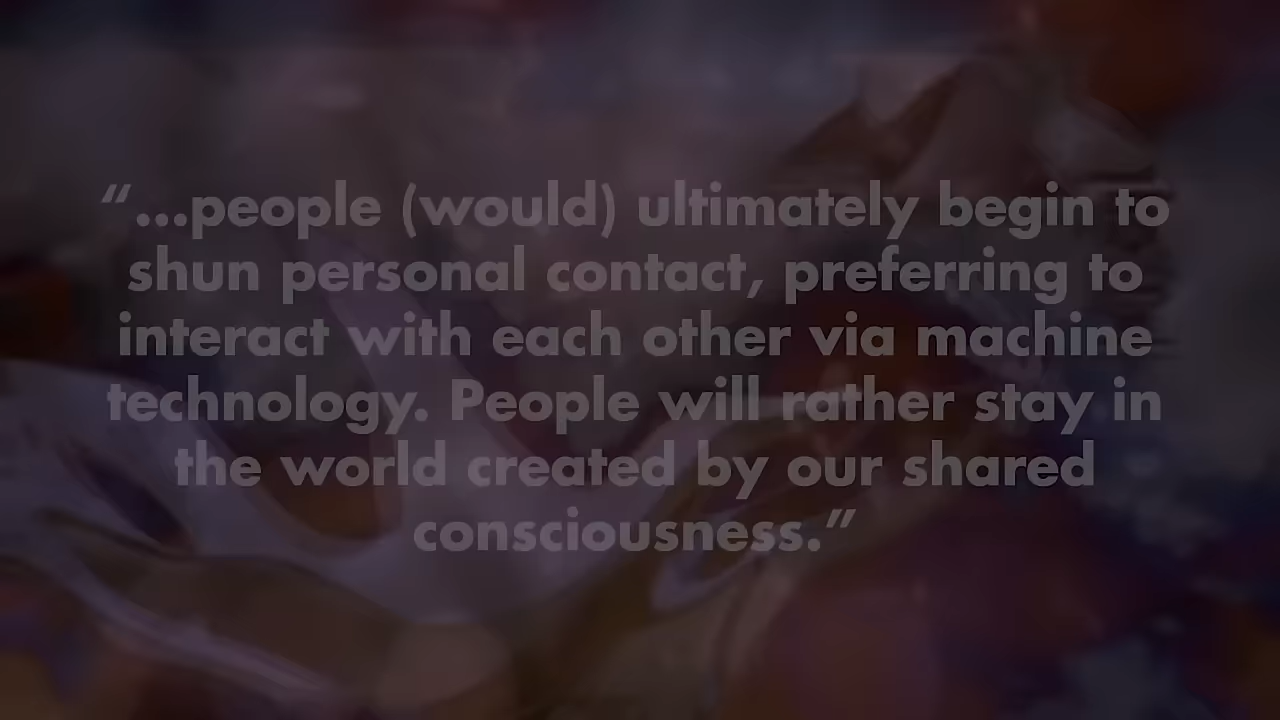 “...people (would) ultimately begin to
shun personal contact, preferring to
interact with each other via machine
technology. People will rather stay in
the world created by our shared
consciousness.”